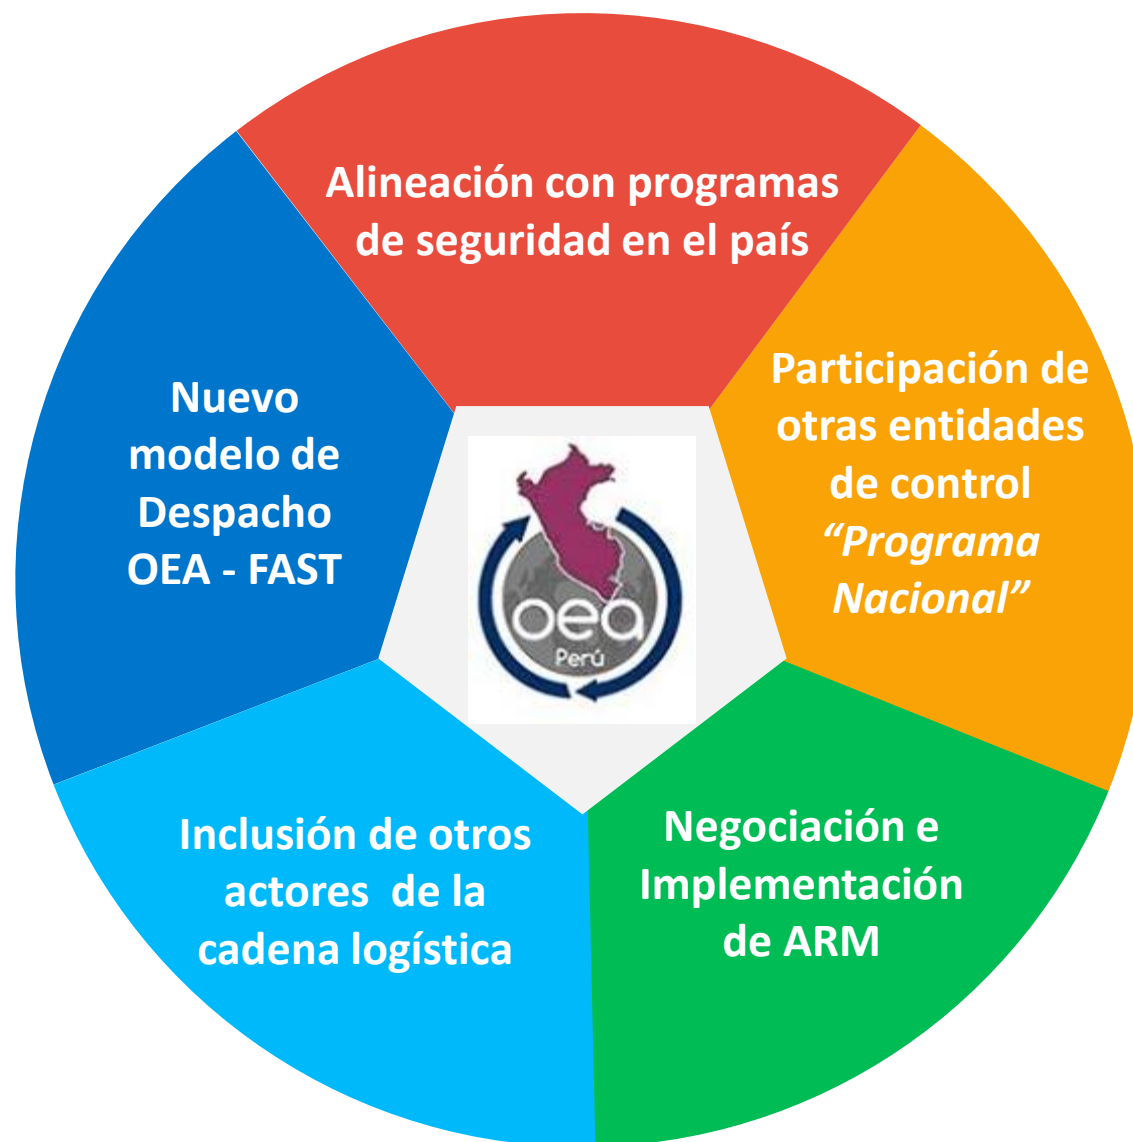 Alineación con programas
de seguridad en el país
Participación de
otras entidades
de control
“Programa
Nacional”
Negociación e
Implementación
de ARM
Inclusión de otros
actores de la
cadena logística
Nuevo
modelo de
Despacho
OEA - FAST
oea
Perú